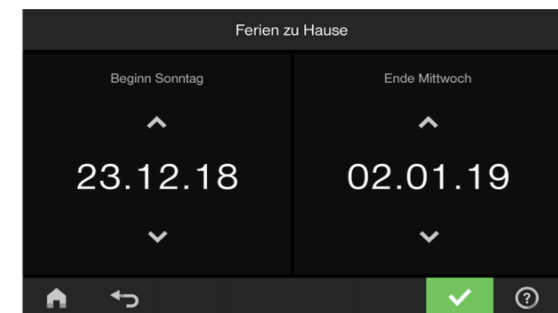 Ferien zu Hause
Beginn Sonntag
Ende Mittwoch
23.12.18
02.01.19